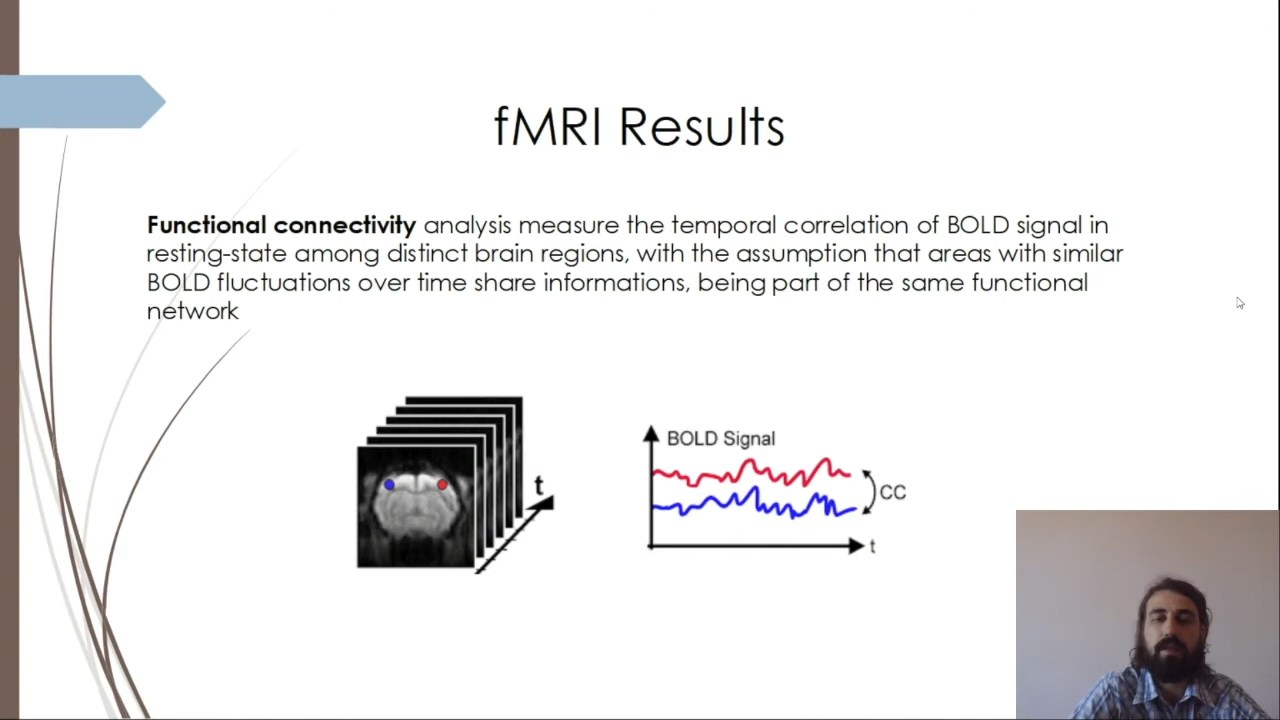 fMRI Results
Functional connectivity analysis measure the temporal correlation of BOLD signal in
resting-state among distinct brain regions, with the assumption that areas with similar
BOLD fluctuations over time share informations, being part of the same functional
network
BOLD Signal
t
CC
t